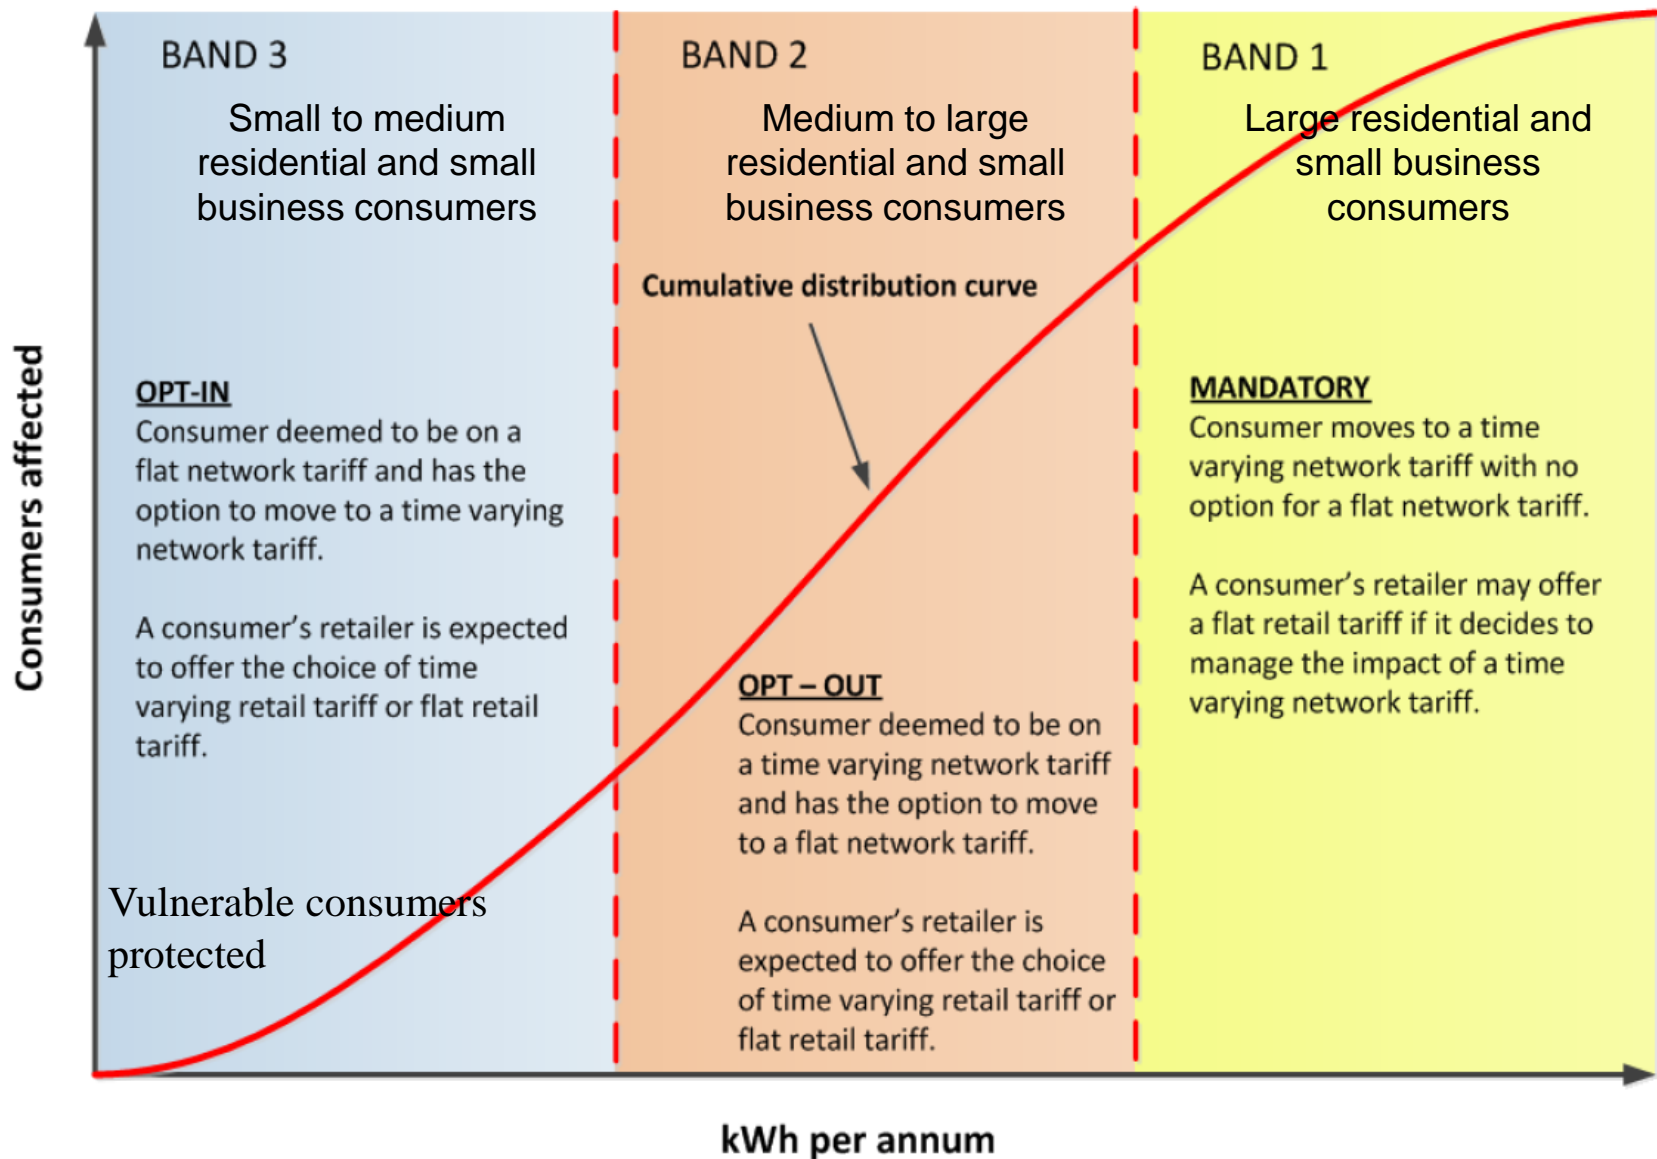 BAND 3
Small to medium
residential and small
business consumers
OPT-IN
Consumer deemed to be on a
flat network tariff and has the
option to move to a time varying
network tariff.
A consumer’s retailer is expected
to offer the choice of time
varying retail tariff or flat retail
tariff.
Vulnerable consumers
protected
BAND 2
Medium to large
residential and small
business consumers
Cumulative distribution curve
OPT – OUT
Consumer deemed to be on
a time varying network tariff
and has the option to move
to a flat network tariff.
A consumer’s retailer is
expected to offer the choice
of time varying retail tariff or
flat retail tariff.
BAND 1
Large residential and
small business
consumers
MANDATORY
Consumer moves to a time
varying network tariff with no
option for a flat network tariff.
A consumer’s retailer may offer
a flat retail tariff if it decides to
manage the impact of a time
varying network tariff.
Consumers affected
kWh per annum